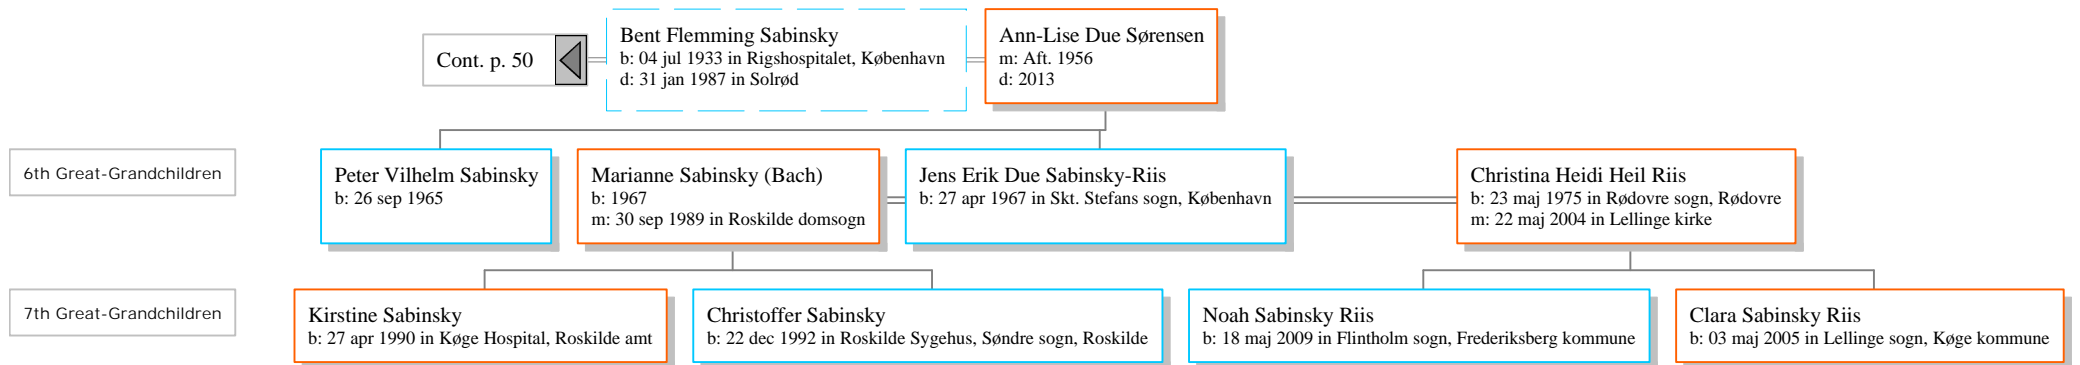 Cont. p. 50
Bent Flemming Sabinsky
b: 04 jul 1933 in Rigshospitalet, København
d: 31 jan 1987 in Solrød
Ann-Lise Due Sørensen
m: Aft. 1956
d: 2013
6th Great-Grandchildren
Peter Vilhelm Sabinsky
b: 26 sep 1965
Marianne Sabinsky (Bach)
b: 1967
m: 30 sep 1989 in Roskilde domsogn
Jens Erik Due Sabinsky-Riis
b: 27 apr 1967 in Skt. Stefans sogn, København
Christina Heidi Heil Riis
b: 23 maj 1975 in Rødovre sogn, Rødovre
m: 22 maj 2004 in Lellinge kirke
7th Great-Grandchildren
Kirstine Sabinsky
b: 27 apr 1990 in Køge Hospital, Roskilde amt
Christoffer Sabinsky
b: 22 dec 1992 in Roskilde Sygehus, Søndre sogn, Roskilde
Noah Sabinsky Riis
b: 18 maj 2009 in Flintholm sogn, Frederiksberg kommune
Clara Sabinsky Riis
b: 03 maj 2005 in Lellinge sogn, Køge kommune